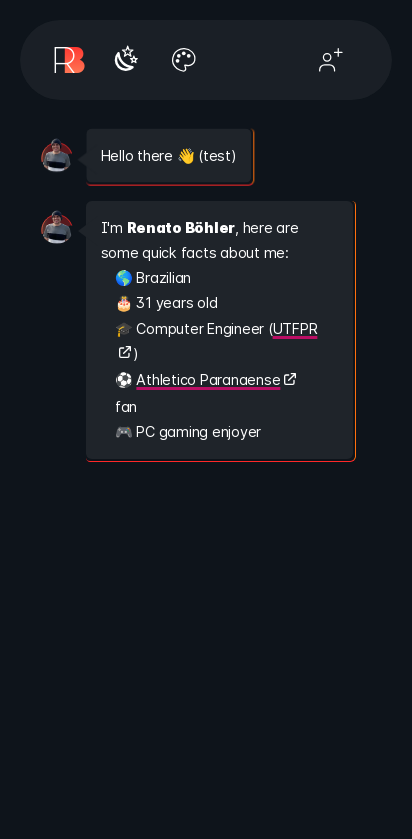 RB
Hello there 👋 (test)
I'm Renato Böhler, here are
some quick facts about me:
🌎 Brazilian
🎂 31 years old
🎓 Computer Engineer (UTFPR
)
⚽ Athletico Paranaense
fan
🎮 PC gaming enjoyer